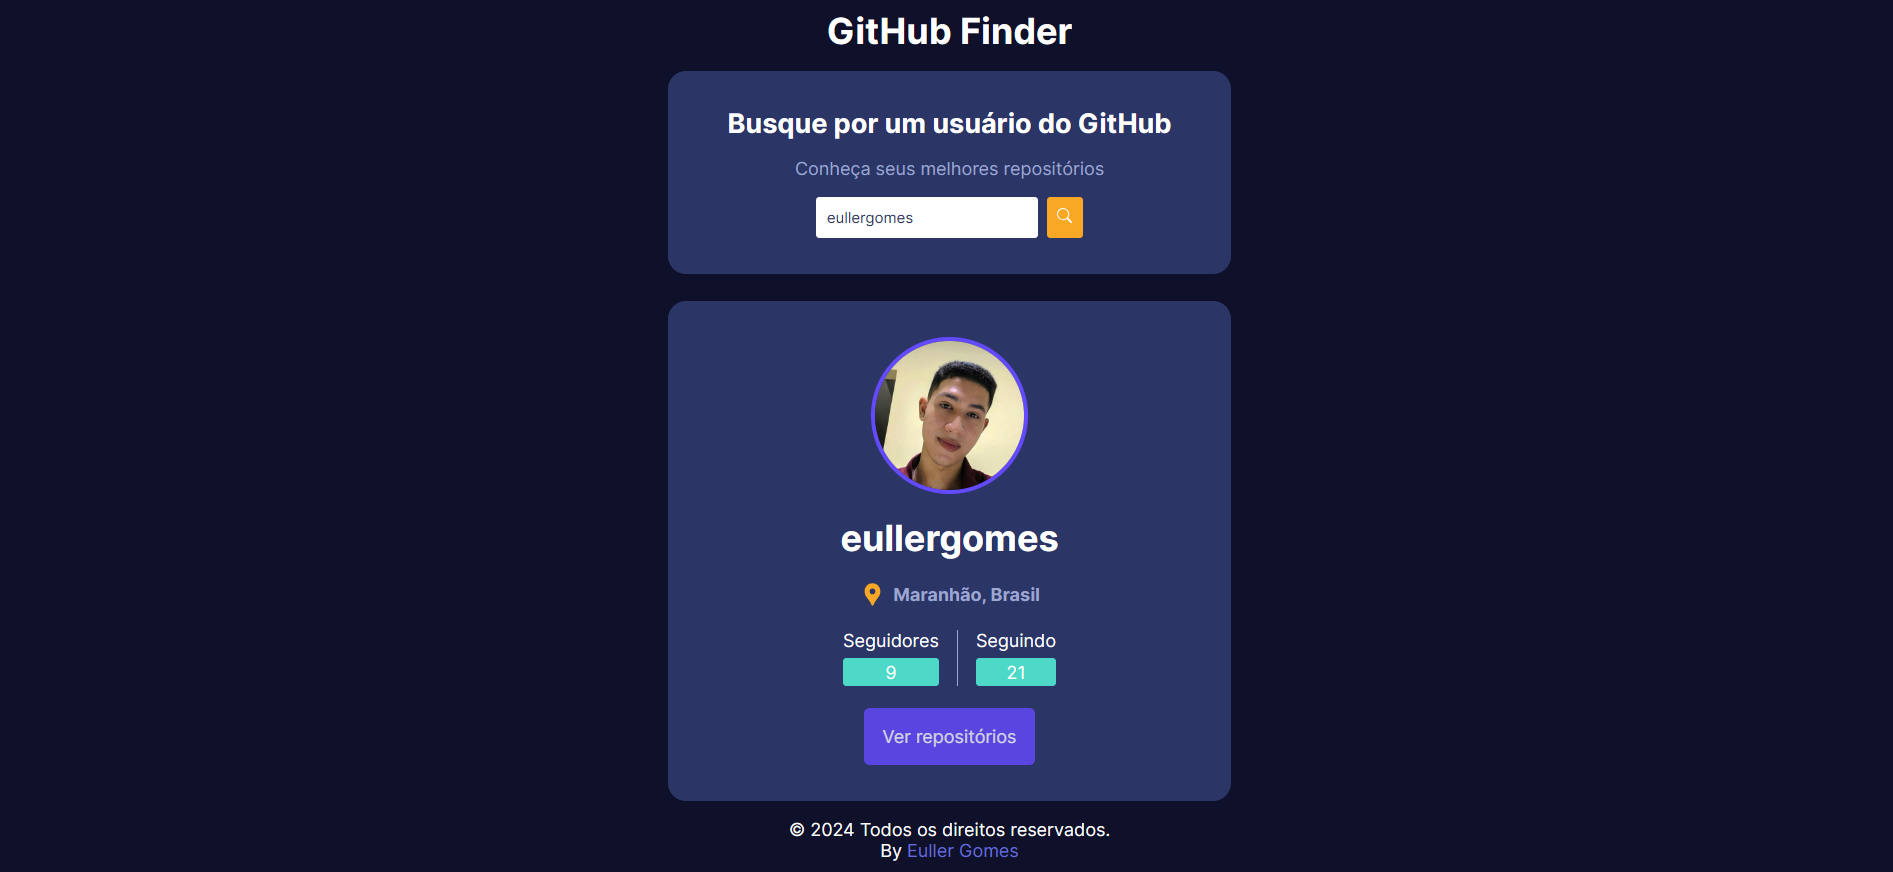 GitHub Finder
Busque por um usuário do GitHub
Conheça seus melhores repositórios
eullergomes
eullergomes
Maranhão, Brasil
Seguidores Seguindo
9 21
Ver repositórios
© 2024 Todos os direitos reservados.
By Euller Gomes